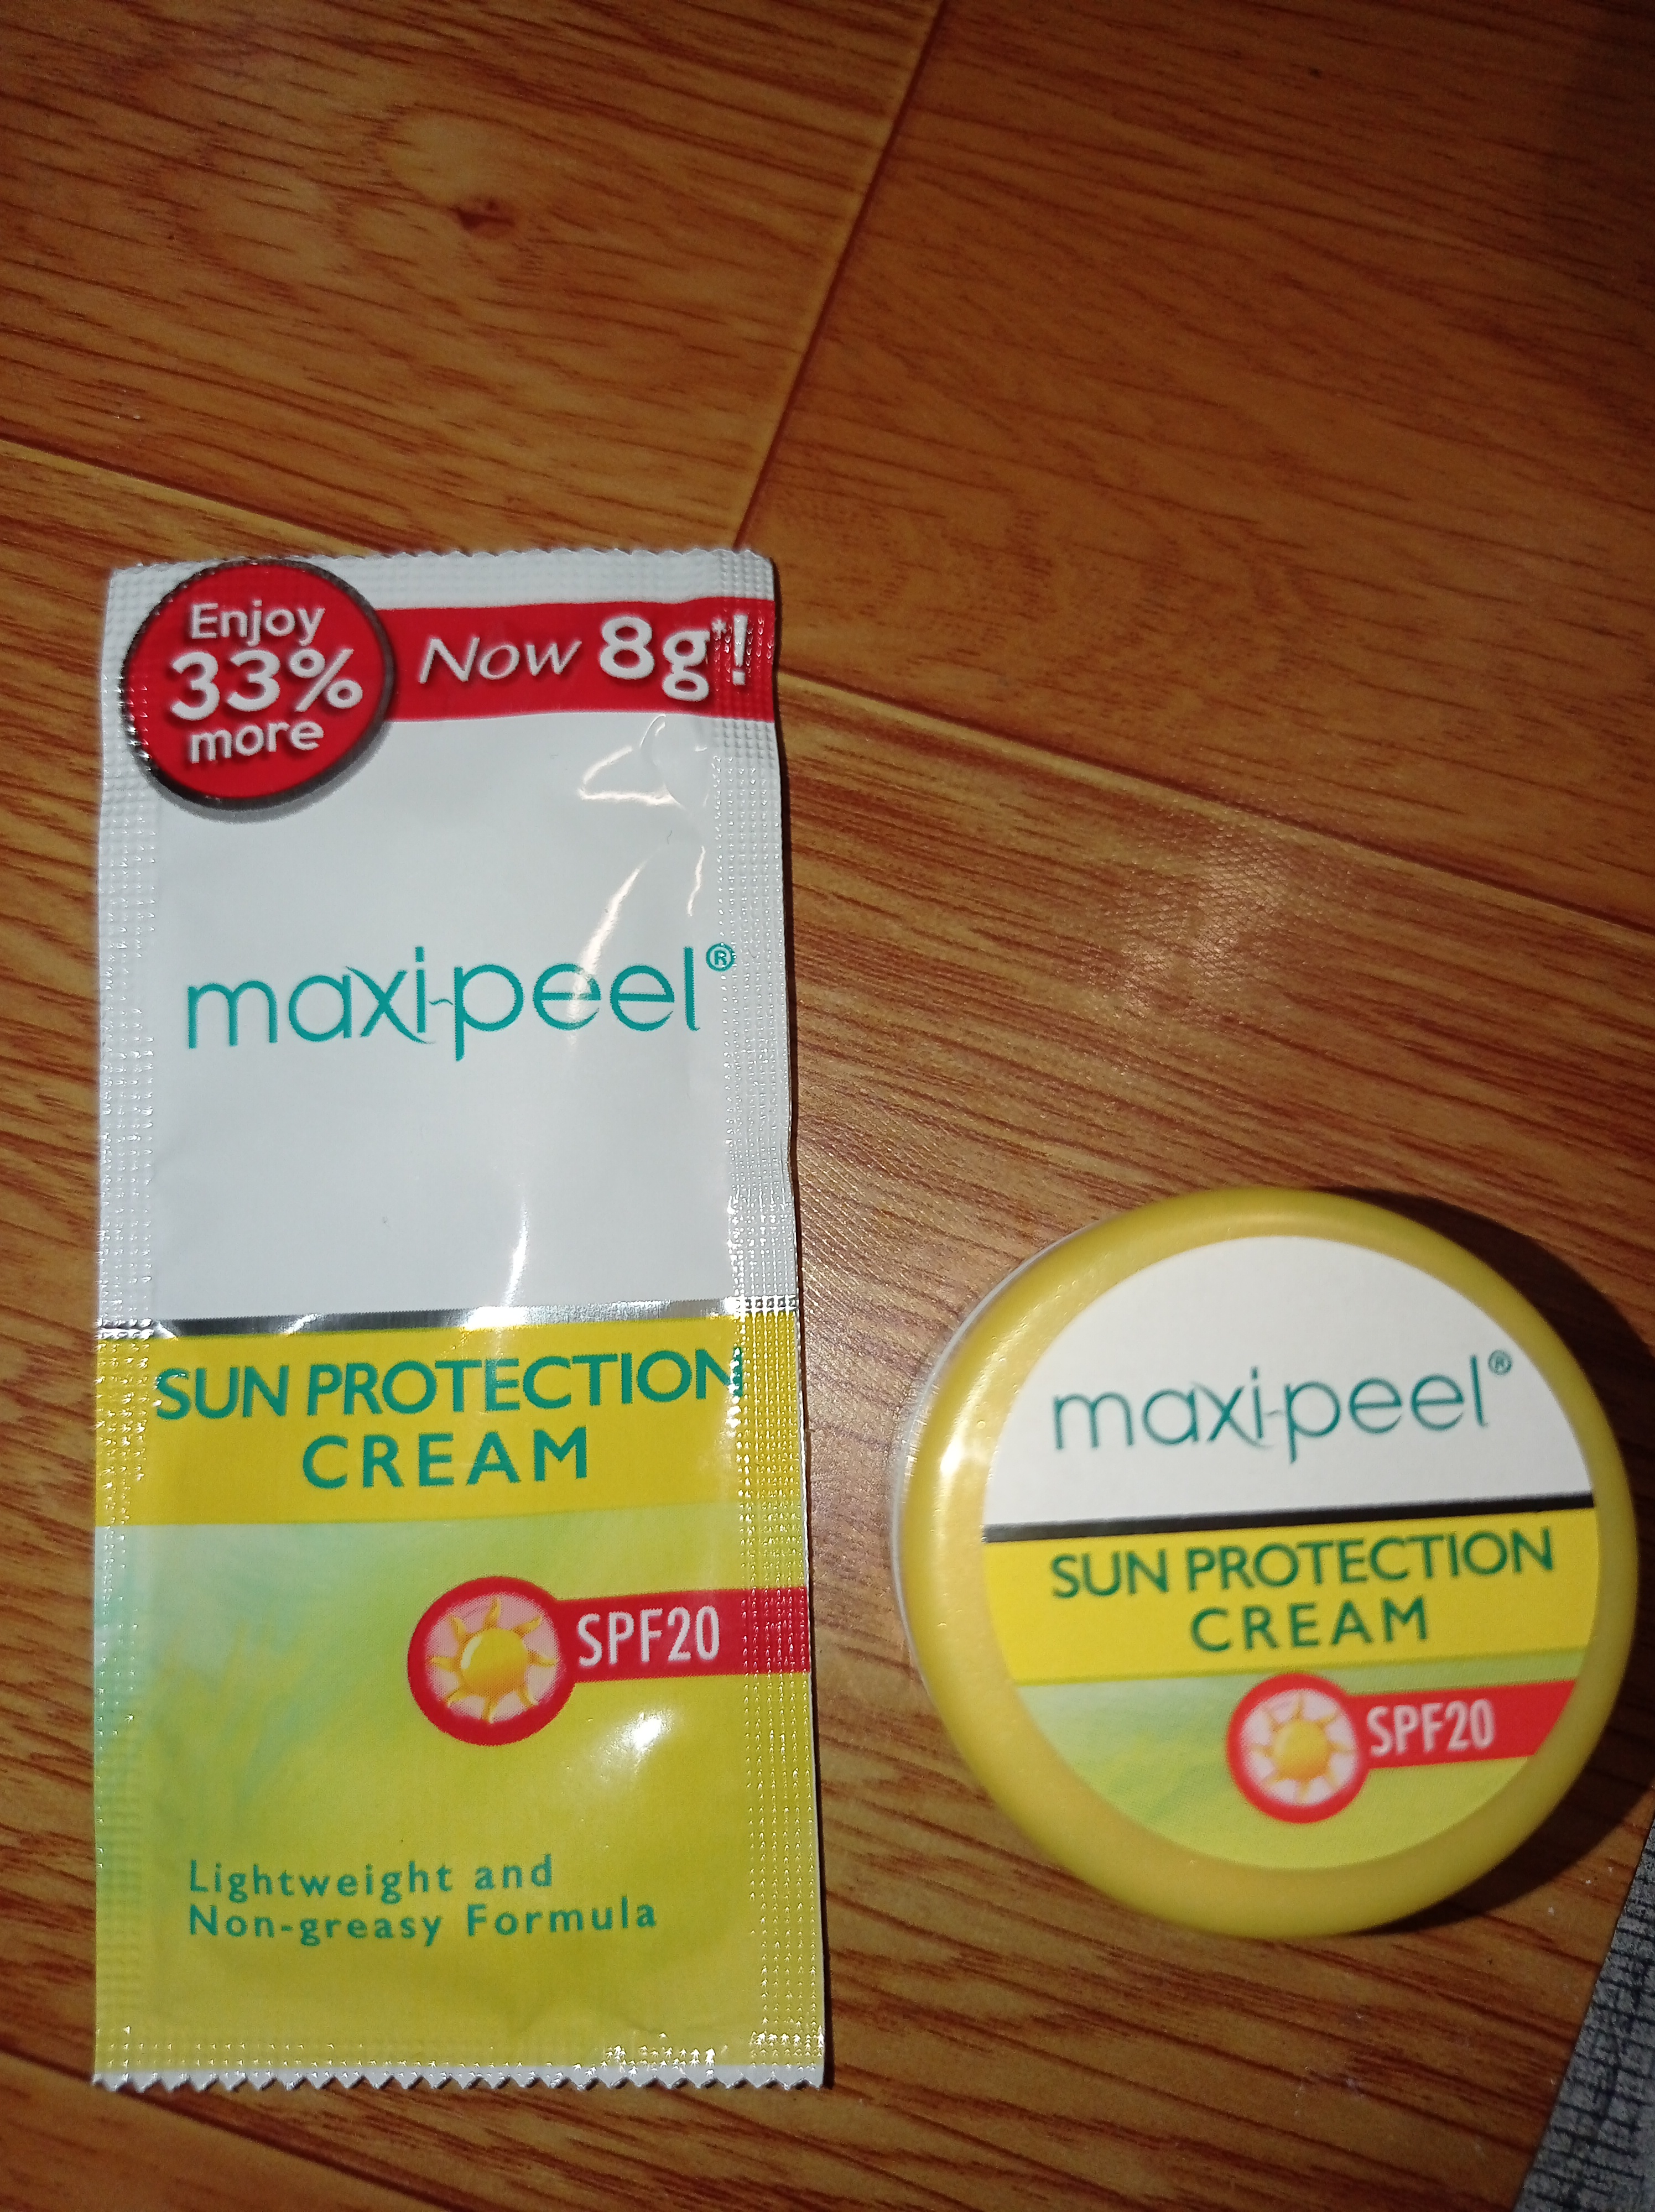 Enjoy
33%
more
Now 8g*!
maxi-peel®
SUN PROTECTION
CREAM
SPF20
Lightweight and
Non-greasy Formula
maxi-peel®
SUN PROTECTION
CREAM
SPF20